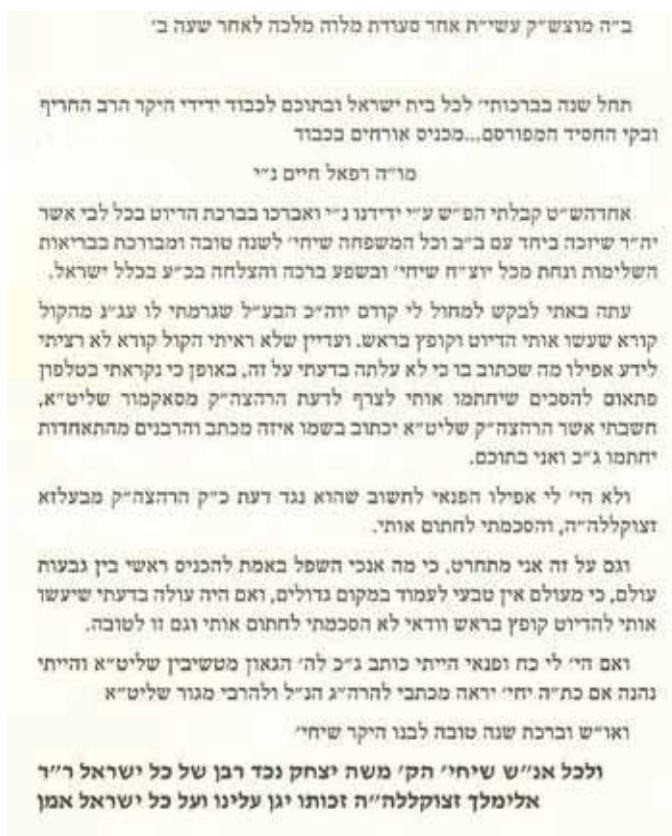 ב״ה מוצש״ק עשי״ת אחר סעודת מלוה מלכה לאחר שעה ב׳
תחל שנה בברכותי׳ לכל בית ישראל ובתוכם לכבוד ידידי היקר הרב החריף
ובקי החסיד המפורסם...מכניס אורחים בכבוד
מו״ה רפאל חיים נ״י
אחדהש״ט קבלתי הפ״ש ע״י ידידנו נ״י ואברכו בברכת הדיוט בכל לבי אשר
יה״ר שיזכה ביחד עם ב״ב וכל המשפחה שיחי׳ לשנה טובה ומבורכת בבריאות
השלימות ונחת מכל יוצ״ח שיחי׳ ובשפע ברכה והצלחה בכ״ע בכלל ישראל.
עתה באתי לבקש למחול לי קודם יוה״כ הבע״ל שגרמתי לו עג״נ מהקול
קורא שעשו אותי הדיוט וקופץ בראש. ועדיין שלא ראיתי הקול קורא לא רציתי
לידע אפילו מה שכתוב בו כי לא עלתה בדעתי על זה, באופן כי נקראתי בטלפון
פתאום להסכים שיחתמו אותי לצרף לדעת הרהצה״ק מסאקמור שליט״א,
חשבתי אשר הרהצה״ק שליט״א יכתוב בשמו איזה מכתב והרבנים מהתאחדות
יחתמו ג״כ ואני בתוכם.
ולא הי׳ לי אפילו הפנאי לחשוב שהוא נגד דעת כ״ק הרהצה״ק מבעלזא
זצוקללה״ה, והסכמתי לחתום אותי.
וגם על זה אני מתחרט, כי מה אנכי השפל באמת להכניס ראשי בין גבעות
עולם, כי מעולם אין טבעי לעמוד במקום גדולים, ואם היה עולה בדעתי שיעשו
אותי להדיוט קופץ בראש וודאי לא הסכמתי לחתום אותי וגם זו לטובה.
ואם הי׳ לי כח ופנאי הייתי כותב ג״כ לה׳ הגאון מטשיבין שליט״א והייתי
נהנה אם כת״ה יחי׳ יראה מכתבי להרה״ג הנ״ל ולהרבי מגור שליט״א
ואו״ש וברכת שנה טובה לבנו היקר שיחי׳
ולכל אנ״ש שיחי׳ הק׳ משה יצחק נכד רבן של כל ישראל ר״ר
אלימלך זצוקללה״ה זכותו יגן עלינו ועל כל ישראל אמן